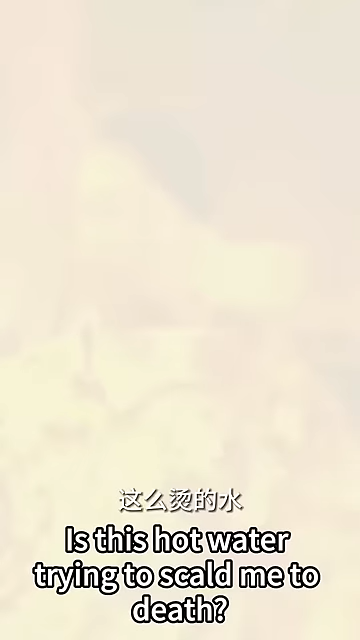 这么烫的水
Is this hot water
trying to scald me to
death?